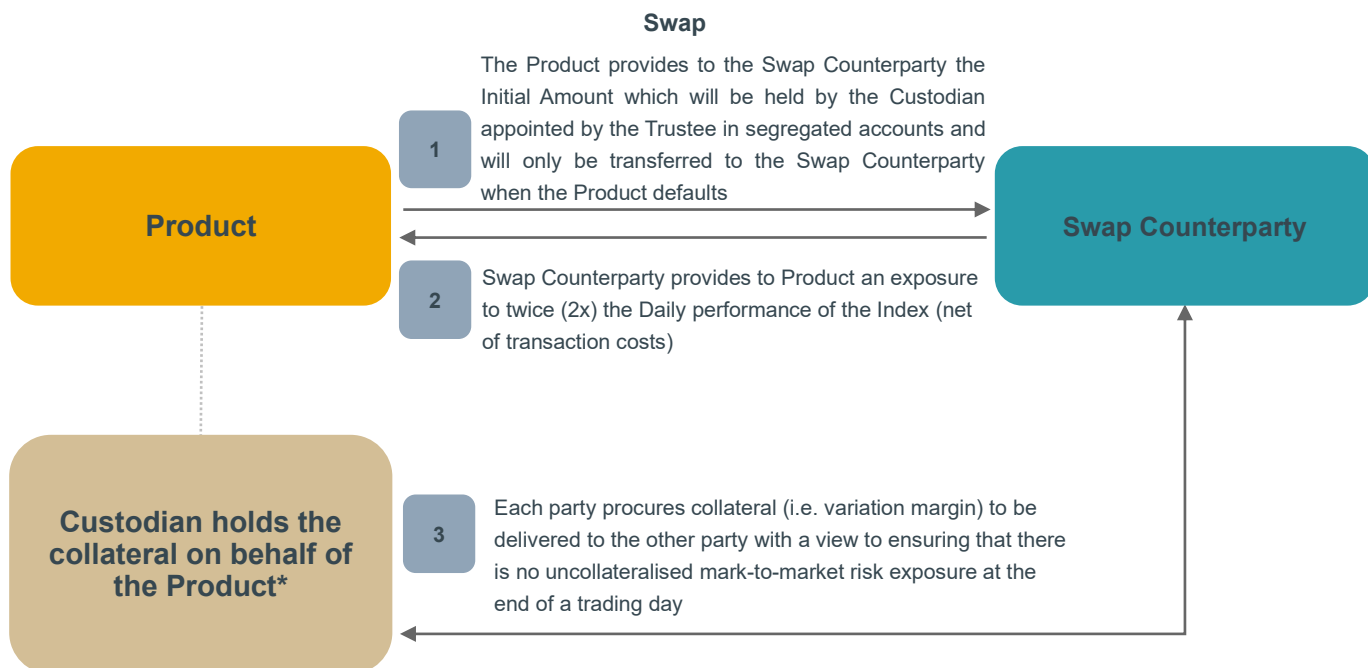 Swap
The Product provides to the Swap Counterparty the
Initial Amount which will be held by the Custodian
appointed by the Trustee in segregated accounts and
will only be transferred to the Swap Counterparty
when the Product defaults
1
Product
Swap Counterparty
2
Swap Counterparty provides to Product an exposure
to twice (2x) the Daily performance of the Index (net
of transaction costs)
Custodian holds the
collateral on behalf of
the Product*
3
Each party procures collateral (i.e. variation margin) to be
delivered to the other party with a view to ensuring that there
is no uncollateralised mark-to-market risk exposure at the
end of a trading day